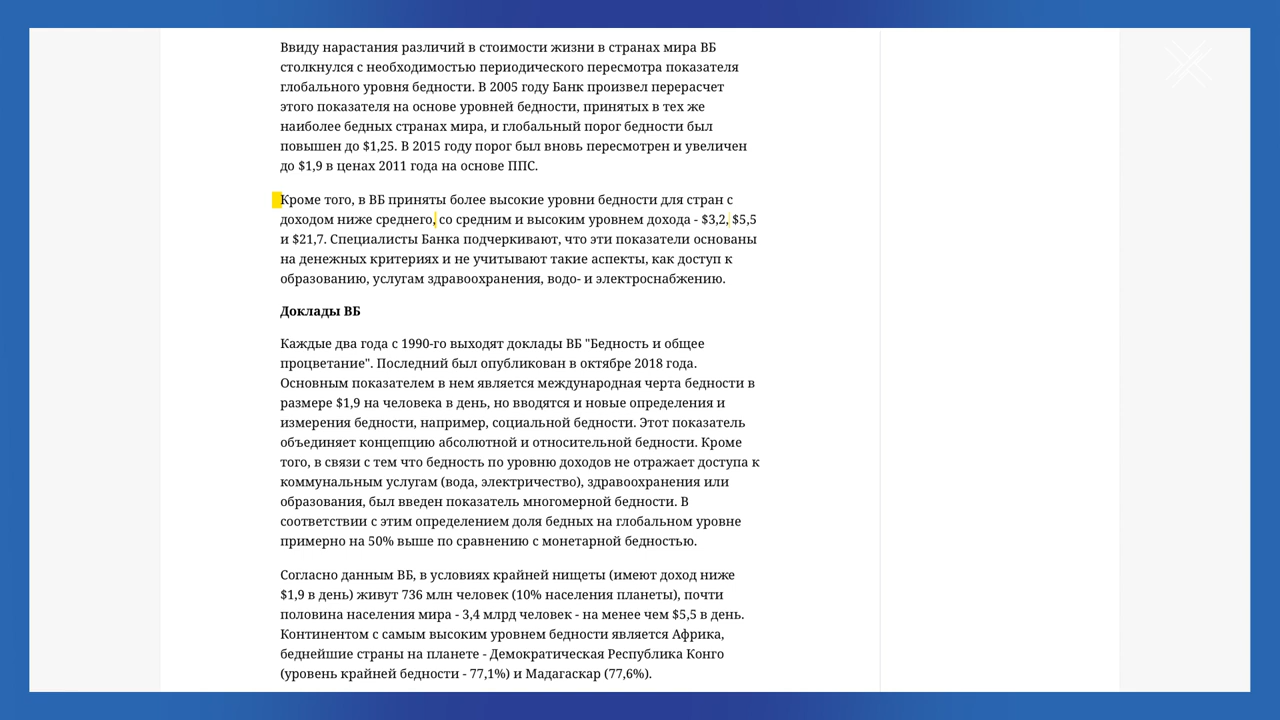 Ввиду нарастания различий в стоимости жизни в странах мира ВБ
столкнулся с необходимостью периодического пересмотра показателя
глобального уровня бедности. В 2005 году Банк произвел перерасчет
этого показателя на основе уровней бедности, принятых в тех же
наиболее бедных странах мира, и глобальный порог бедности был
повышен до $1,25. В 2015 году порог был вновь пересмотрен и увеличен
до $1,9 в ценах 2011 года на основе ППС.
Кроме того, в ВБ приняты более высокие уровни бедности для стран с
доходом ниже среднего, со средним и высоким уровнем дохода - $3,2, $5,5
и $21,7. Специалисты Банка подчеркивают, что эти показатели основаны
на денежных критериях и не учитывают такие аспекты, как доступ к
образованию, услугам здравоохранения, водо- и электроснабжению.
Доклады ВБ
Каждые два года с 1990-го выходят доклады ВБ "Бедность и общее
процветание". Последний был опубликован в октябре 2018 года.
Основным показателем в нем является международная черта бедности в
размере $1,9 на человека в день, но вводятся и новые определения и
измерения бедности, например, социальной бедности. Этот показатель
объединяет концепцию абсолютной и относительной бедности. Кроме
того, в связи с тем что бедность по уровню доходов не отражает доступа к
коммунальным услугам (вода, электричество), здравоохранения или
образования, был введен показатель многомерной бедности. В
соответствии с этим определением доля бедных на глобальном уровне
примерно на 50% выше по сравнению с монетарной бедностью.
Согласно данным ВБ, в условиях крайней нищеты (имеют доход ниже
$1,9 в день) живут 736 млн человек (10% населения планеты), почти
половина населения мира - 3,4 млрд человек - на менее чем $5,5 в день.
Континентом с самым высоким уровнем бедности является Африка,
беднейшие страны на планете - Демократическая Республика Конго
(уровень крайней бедности - 77,1%) и Мадагаскар (77,6%).